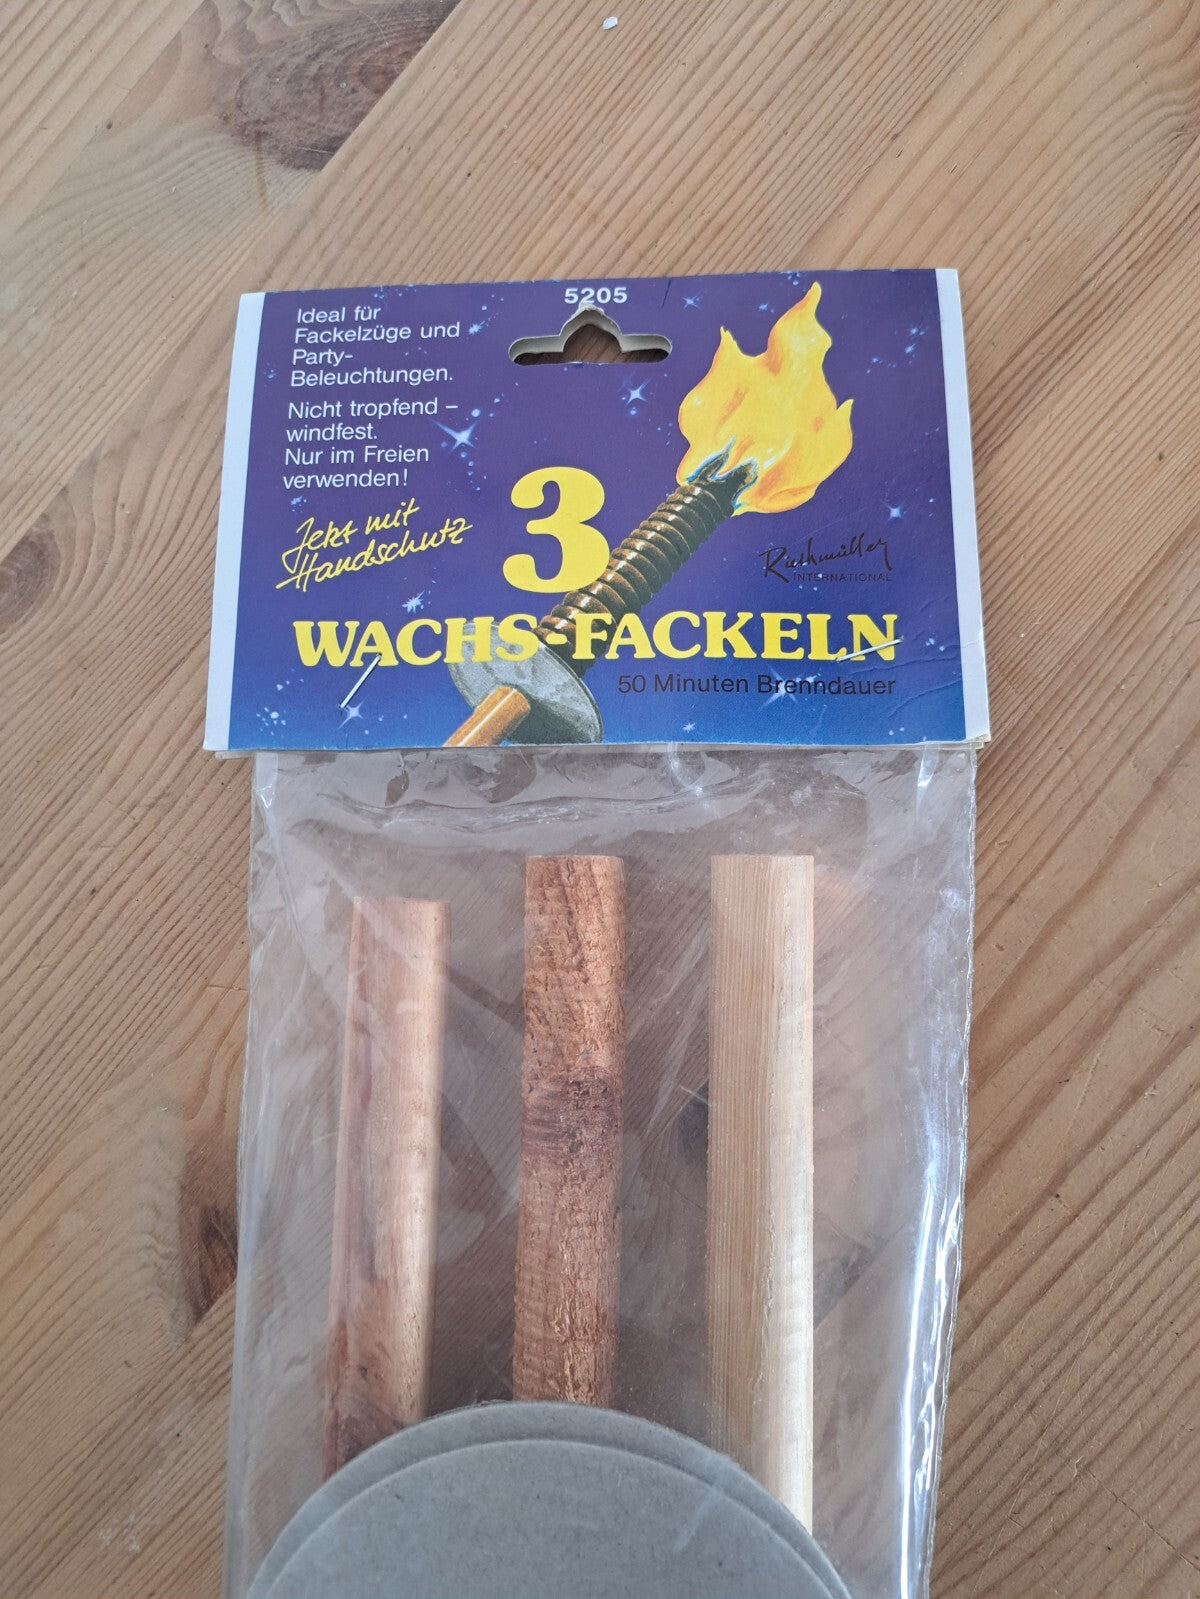 5205
Ideal für
Fackelzüge und
Party-
Beleuchtungen.
Nicht tropfend –
windfest.
Nur im Freien
verwenden!
Jetzt mit
Handschutz
3
Riethmüller
INTERNATIONAL
WACHS-FACKELN
50 Minuten Brenndauer